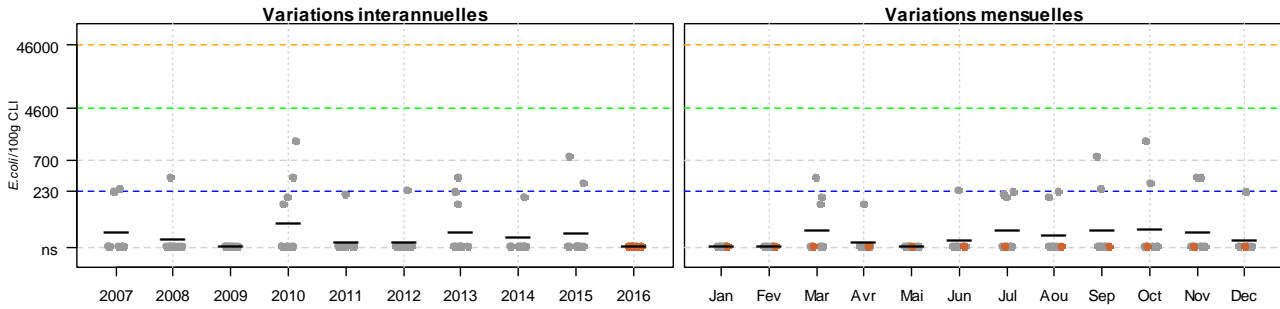 Variations interannuelles
Variations mensuelles
E.coli/100g CLI
46000
4600
700
230
ns
2007 2008 2009 2010 2011 2012 2013 2014 2015 2016
Jan Fev Mar Avr Mai Jun Jul Aou Sep Oct Nov Dec